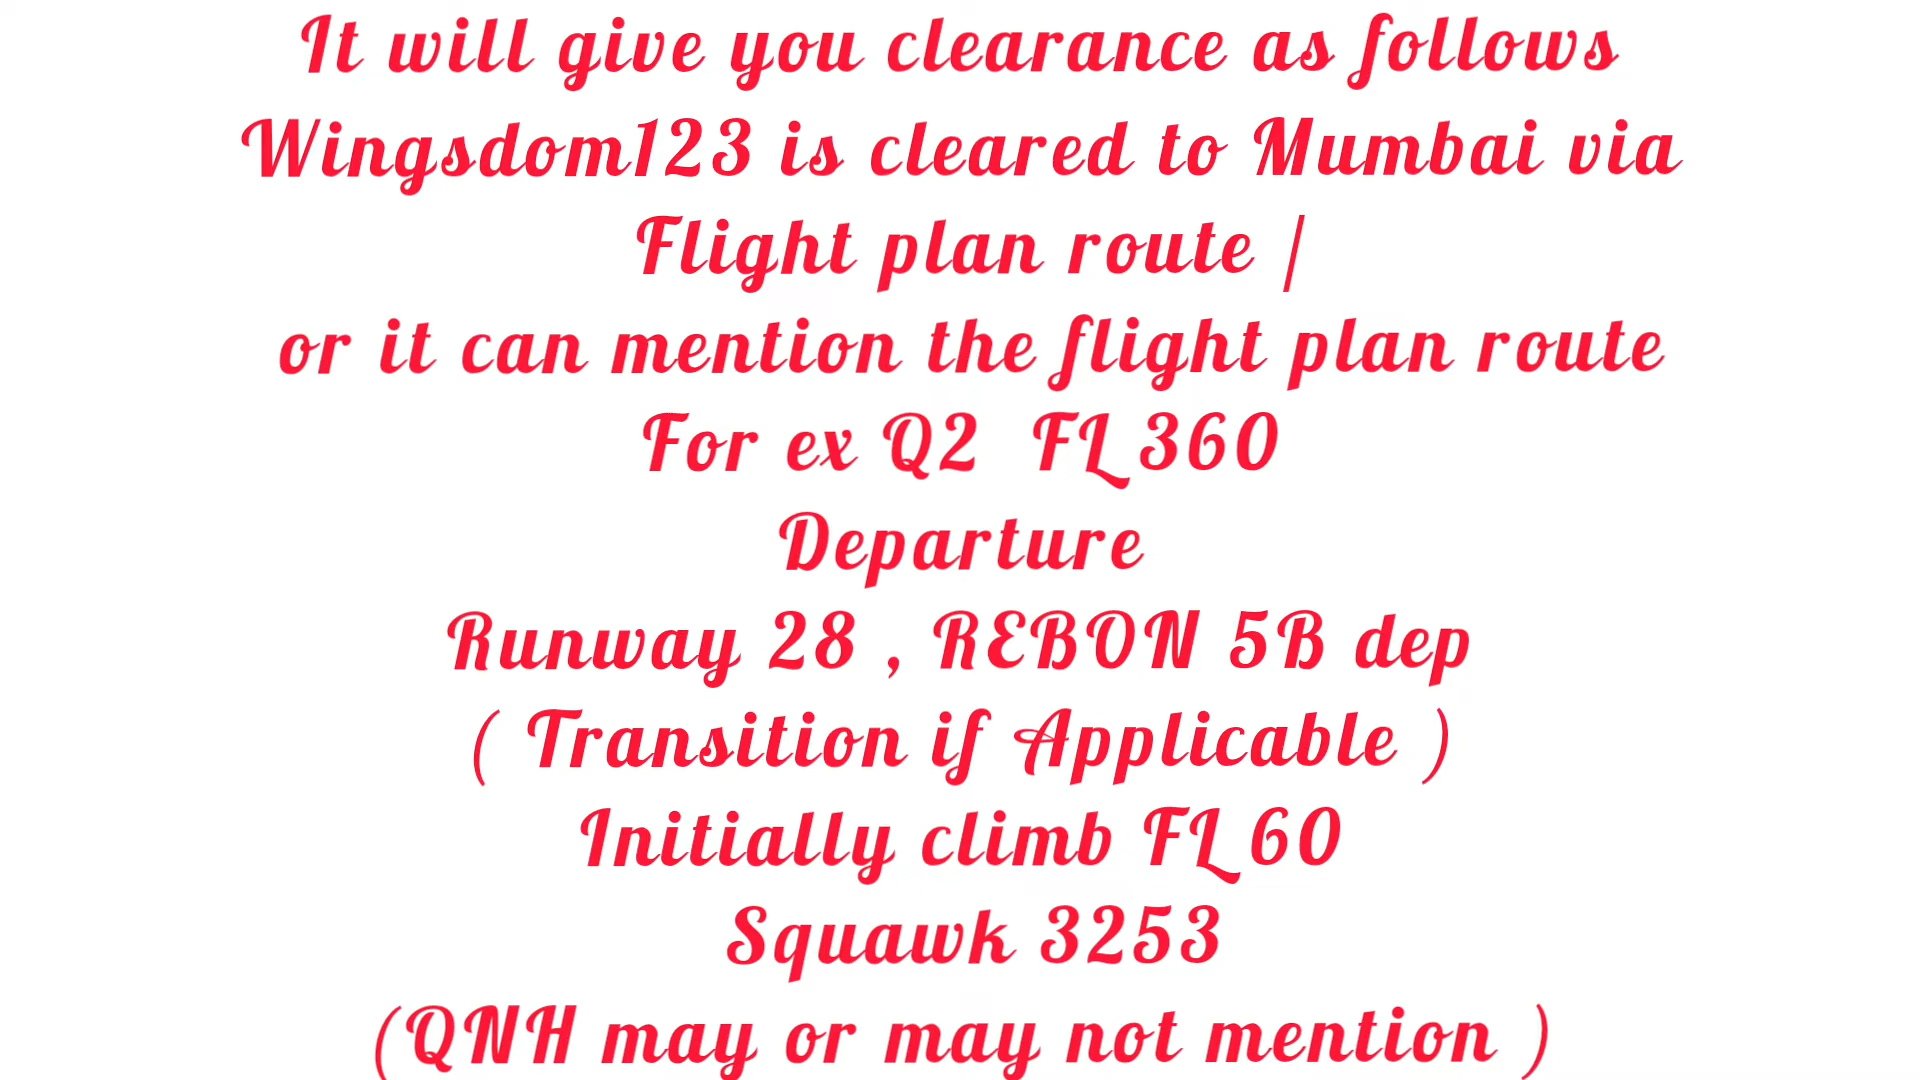 It will give you clearance as follows
Wingsdom123 is cleared to Mumbai via
Flight plan route /
or it can mention the flight plan route
For ex Q2 FL 360
Departure
Runway 28 , REBON 5B dep
( Transition if Applicable )
Initially climb FL 60
Squawk 3253
(QNH may or may not mention )